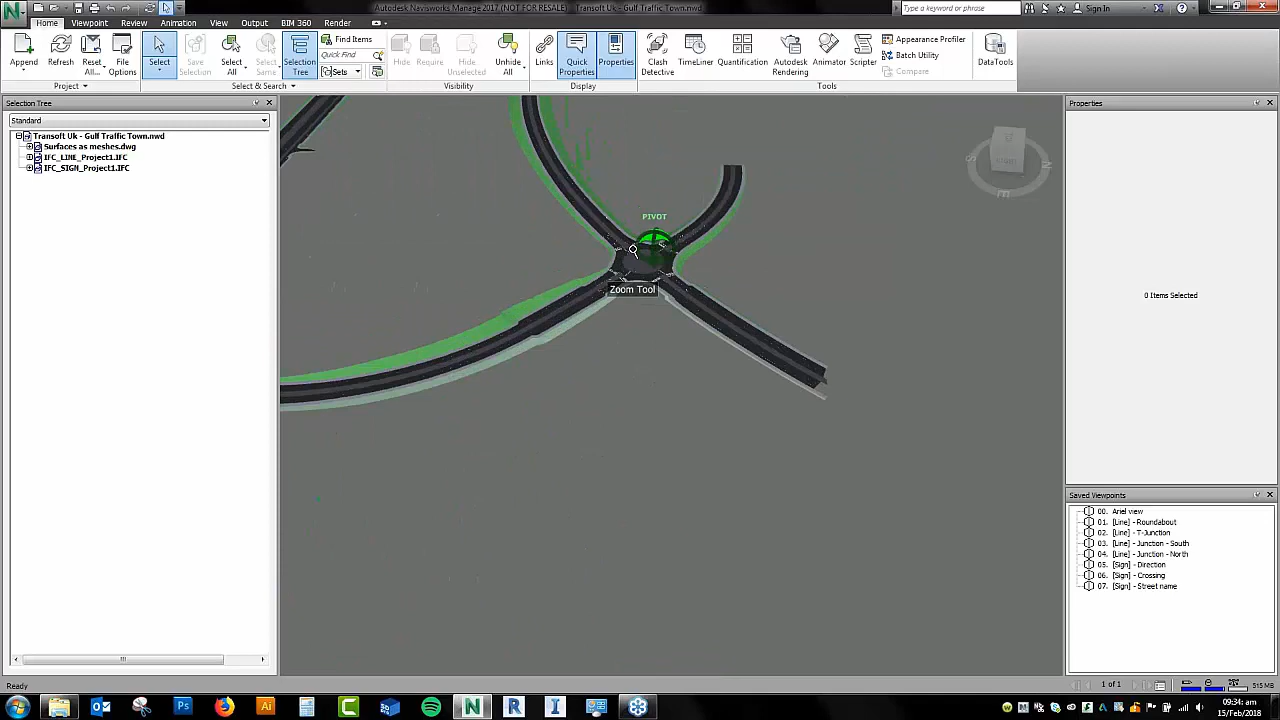 Autodesk Navisworks Manage 2017 (NOT FOR RESALE)    Transoft Uk - Gulf Traffic Town.nwd
Type a keyword or phrase
Sign In
Home
Viewpoint
Review
Animation
View
Output
BIM 360
Render
Append
Refresh
Reset All...
File Options
Select
Save Selection
Select All
Select Same
Selection Tree
Find Items
Quick Find
Sets
Hide
Require
Hide Unselected
Unhide All
Links
Quick Properties
Properties
Clash Detective
TimeLiner
Quantification
Autodesk Rendering
Animator
Scripter
Appearance Profiler
Batch Utility
Compare
DataTools
Project
Select & Search
Visibility
Display
Tools
Selection Tree
Standard
Transoft Uk - Gulf Traffic Town.nwd
Surfaces as meshes.dwg
IFC_LINE_Project1.IFC
IFC_SIGN_Project1.IFC
PIVOT
Zoom Tool
S
N
E
Properties
0 Items Selected
Saved Viewpoints
00. Ariel view
01. [Line] - Roundabout
02. [Line] - T-Junction
03. [Line] - Junction - South
04. [Line] - Junction - North
05. [Sign] - Direction
06. [Sign] - Crossing
07. [Sign] - Street name
Ready
1 of 1
515 MB
09:34: am
15/Feb/2018